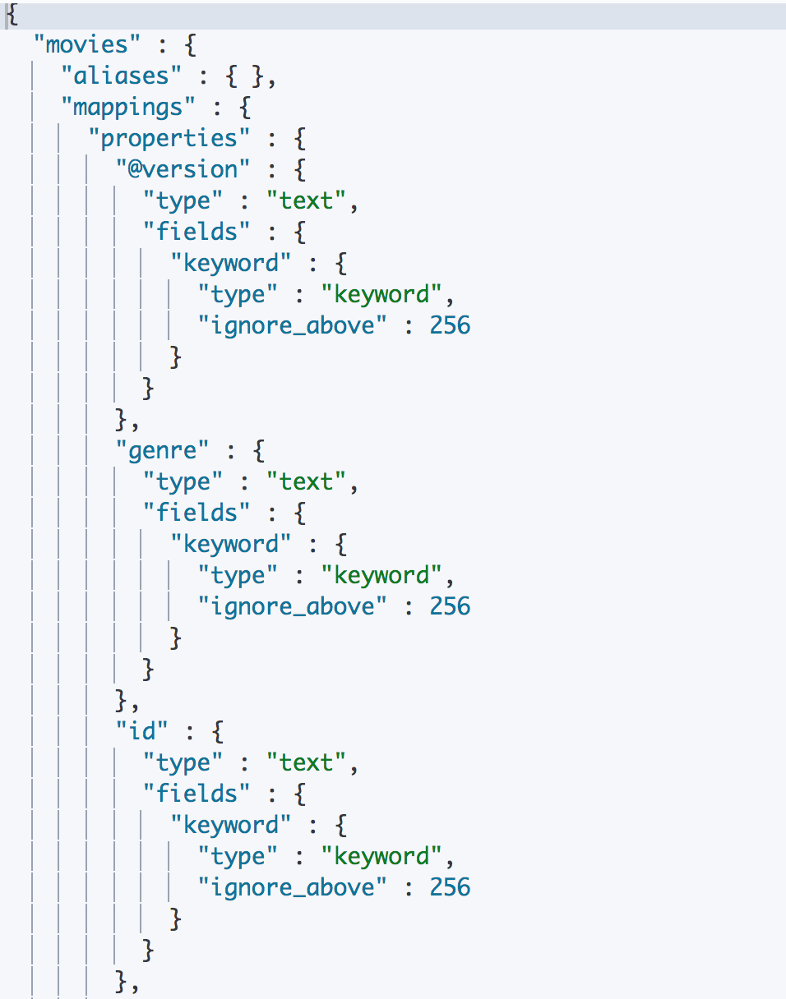 {
  "movies" : {
    "aliases" : { },
    "mappings" : {
      "properties" : {
        "@version" : {
          "type" : "text",
          "fields" : {
            "keyword" : {
              "type" : "keyword",
              "ignore_above" : 256
            }
          }
        },
        "genre" : {
          "type" : "text",
          "fields" : {
            "keyword" : {
              "type" : "keyword",
              "ignore_above" : 256
            }
          }
        },
        "id" : {
          "type" : "text",
          "fields" : {
            "keyword" : {
              "type" : "keyword",
              "ignore_above" : 256
            }
          }
        },